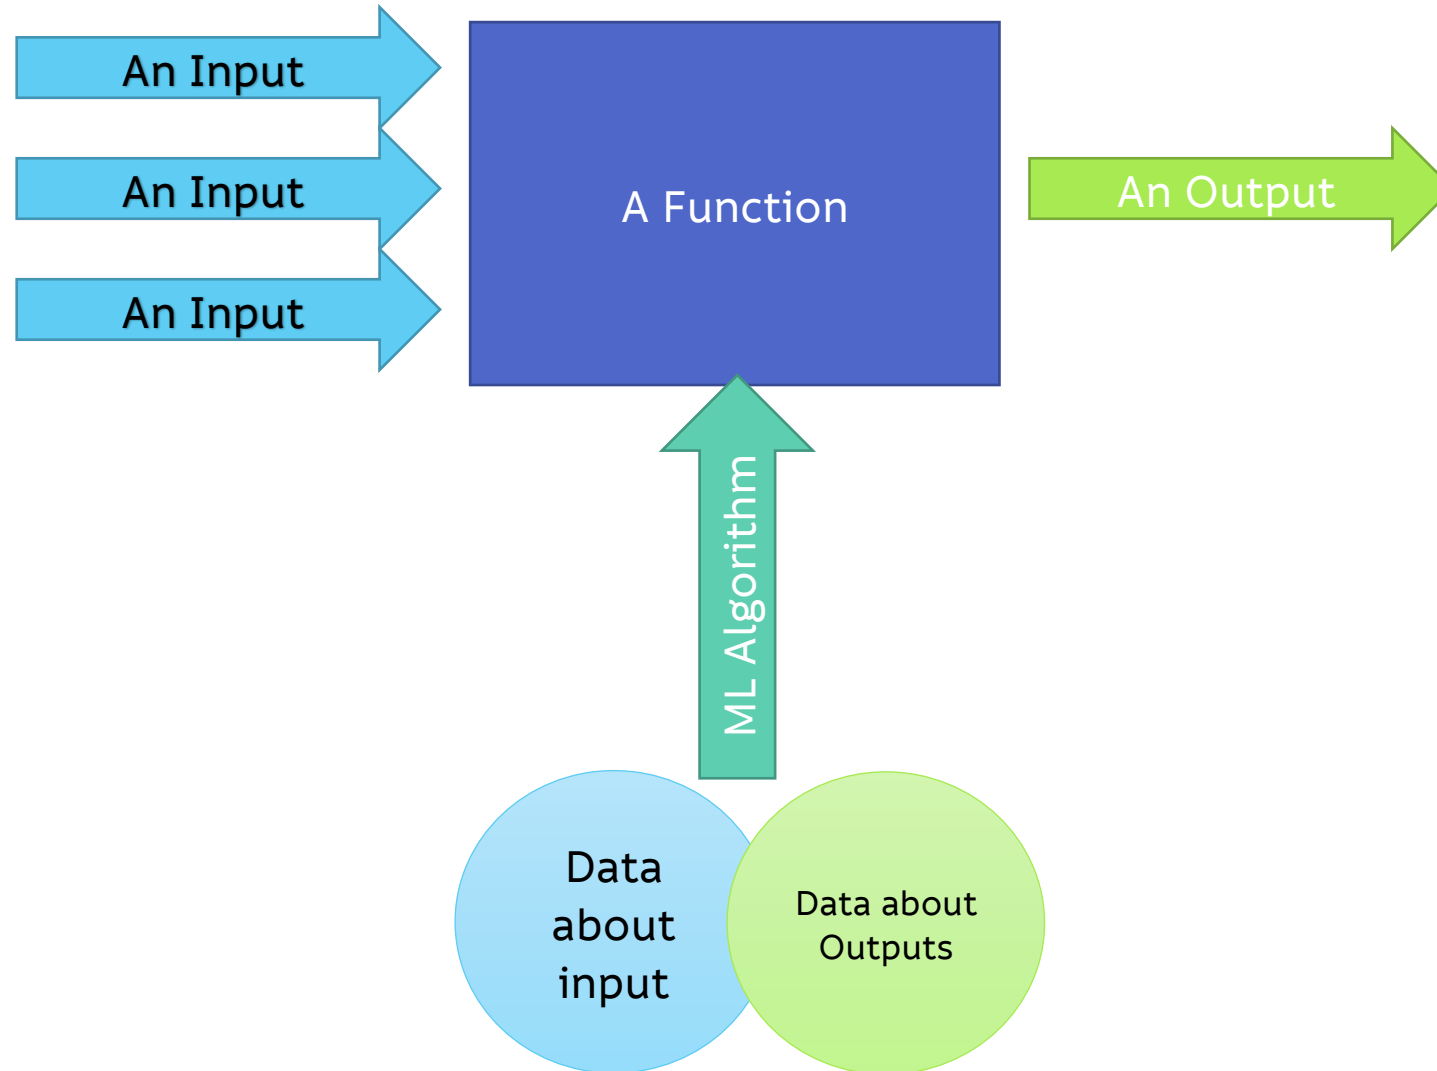 An Input
An Input
An Input
A Function
An Output
ML Algorithm
Data
about
input
Data about
Outputs